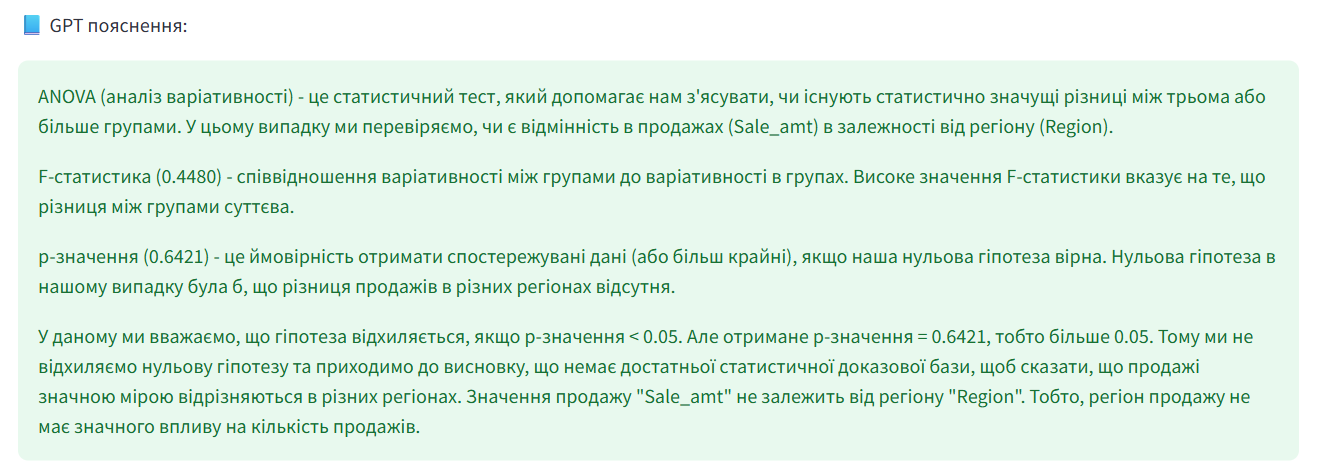 GPT пояснення:
ANOVA (аналіз варіативності) - це статистичний тест, який допомагає нам з'ясувати, чи існують статистично значущі різниці між трьома або
більше групами. У цьому випадку ми перевіряємо, чи є відмінність в продажах (Sale_amt) в залежності від регіону (Region).
F-статистика (0.4480) - співвідношення варіативності між групами до варіативності в групах. Високе значення F-статистики вказує на те, що
різниця між групами суттєва.
p-значення (0.6421) - це ймовірність отримати спостережувані дані (або більш крайні), якщо наша нульова гіпотеза вірна. Нульова гіпотеза в
нашому випадку була б, що різниця продажів в різних регіонах відсутня.
У даному ми вважаємо, що гіпотеза відхиляється, якщо p-значення < 0.05. Але отримане p-значення = 0.6421, тобто більше 0.05. Тому ми не
відхиляємо нульову гіпотезу та приходимо до висновку, що немає достатньої статистичної доказової бази, щоб сказати, що продажі
значною мірою відрізняються в різних регіонах. Значення продажу "Sale_amt" не залежить від регіону "Region". Тобто, регіон продажу не
має значного впливу на кількість продажів.